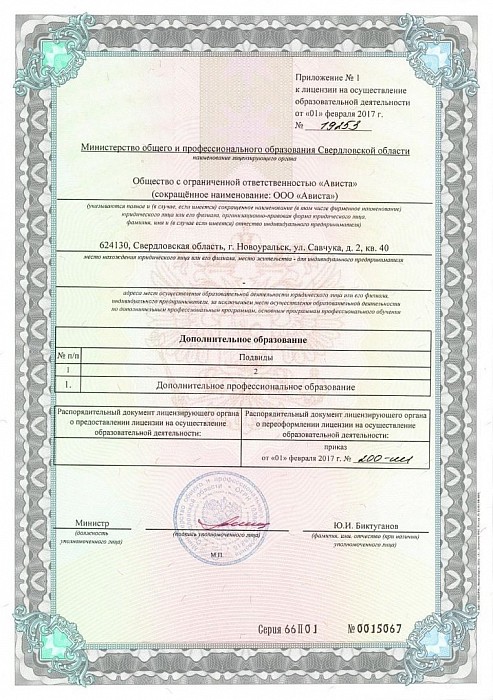 Приложение № 1
к лицензии на осуществление
образовательной деятельности
от «01» февраля 2017 г.
№ 19253
Министерство общего и профессионального образования Свердловской области
наименование лицензирующего органа
Общество с ограниченной ответственностью «Ависта»
(сокращённое наименование: ООО «Ависта»)
(указываются полное и (в случае, если имеется) сокращённое наименование (в том числе фирменное наименование)
юридического лица или его филиала, организационно-правовая форма юридического лица,
фамилия, имя и (в случае, если имеется) отчество индивидуального предпринимателя)
624130, Свердловская область, г. Новоуральск, ул. Савчука, д. 2, кв. 40
место нахождения юридического лица или его филиала, место жительства - для индивидуального предпринимателя
-
адреса мест осуществления образовательной деятельности юридического лица или его филиала,
индивидуального предпринимателя, за исключением мест осуществления образовательной деятельности
по дополнительным профессиональным программам, основным программам профессионального обучения
Дополнительное образование
№ п/п Подвиды
1 2
1. Дополнительное профессиональное образование
Распорядительный документ лицензирующего органа
о предоставлении лицензии на осуществление
образовательной деятельности:
Распорядительный документ лицензирующего органа
о переоформлении лицензии на осуществление
образовательной деятельности:
приказ
от «01» февраля 2017 г. № 200-ли
Министр Ю.И. Биктуганов
(должность (подпись уполномоченного лица) (фамилия, имя, отчество (при наличии)
уполномоченного лица) уполномоченного лица)
М.П.
Серия 66П01 №0015067